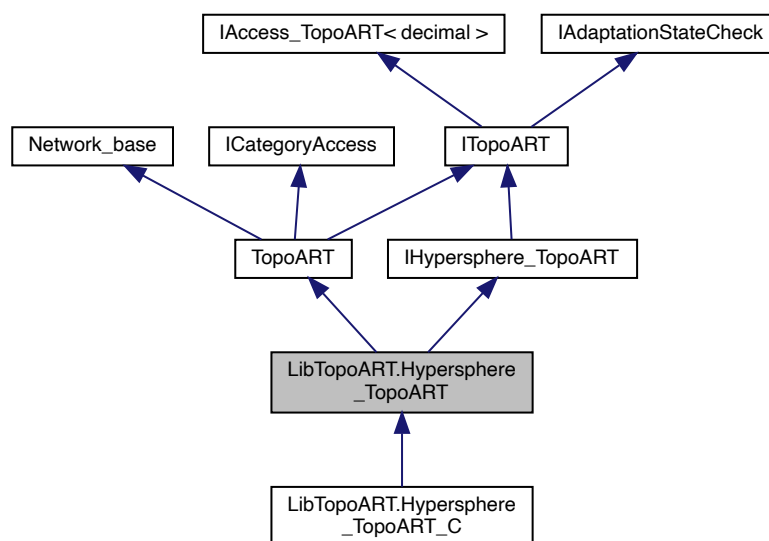 IAccess_TopoART< decimal >
IAdaptationStateCheck
Network_base
ICategoryAccess
ITopoART
TopoART
IHypersphere_TopoART
LibTopoART.Hypersphere
_TopoART
LibTopoART.Hypersphere
_TopoART_C